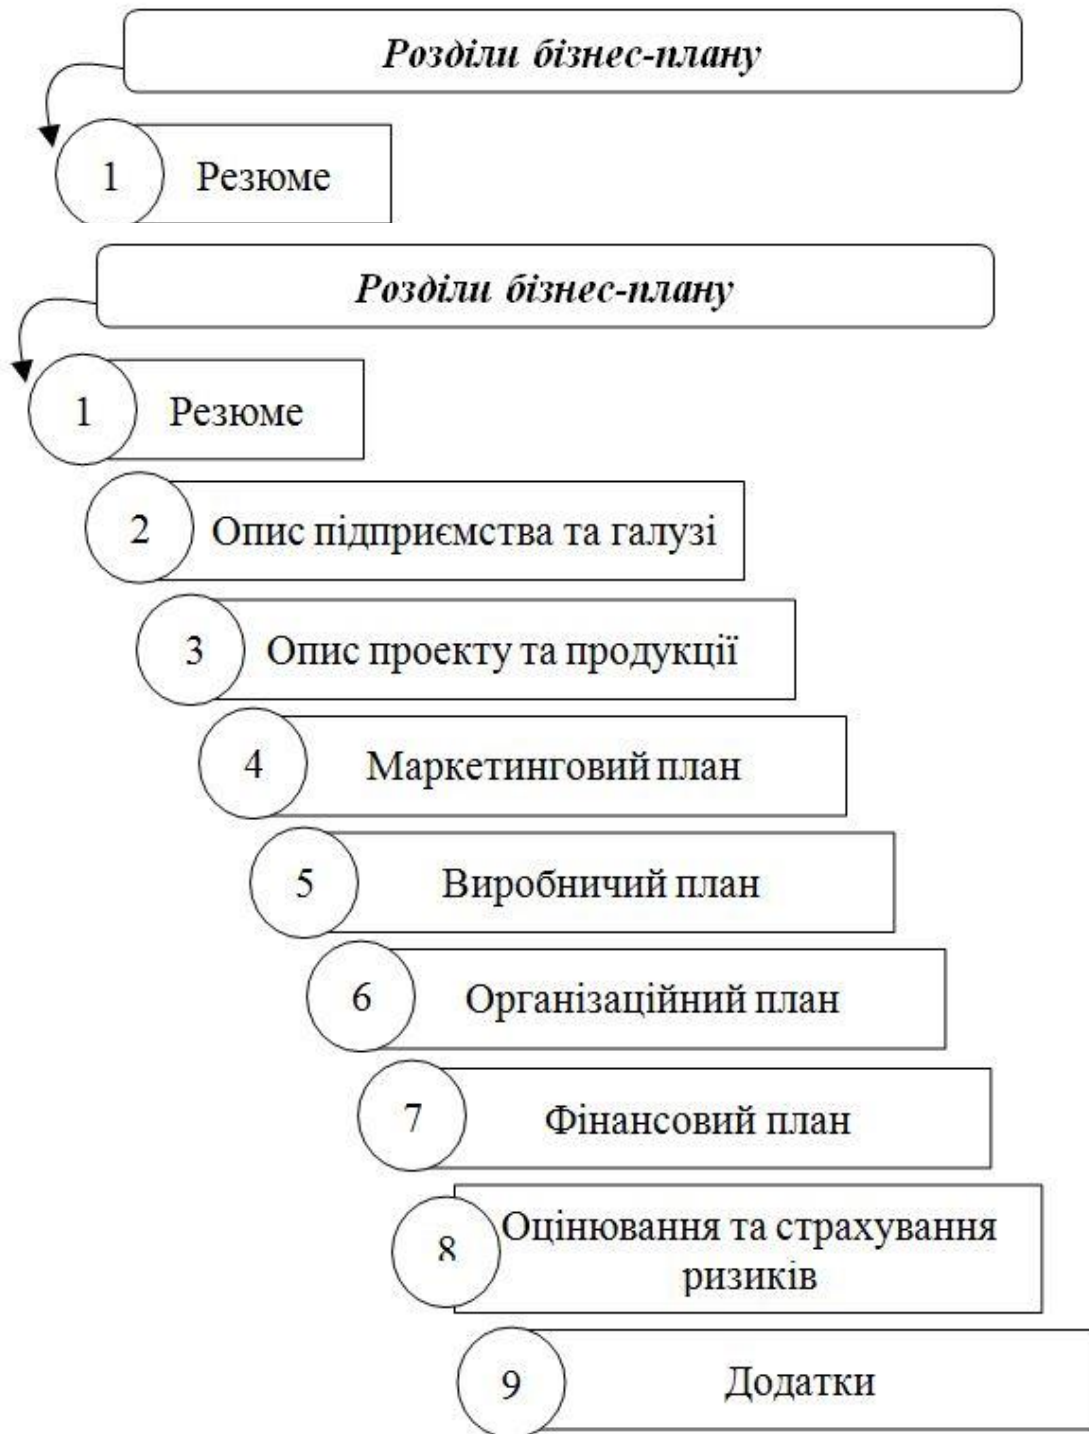 Розділи бізнес-плану
1 Резюме
Розділи бізнес-плану
1 Резюме
2 Опис підприємства та галузі
3 Опис проекту та продукції
4 Маркетинговий план
5 Виробничий план
6 Організаційний план
7 Фінансовий план
8 Оцінювання та страхування
ризиків
9 Додатки